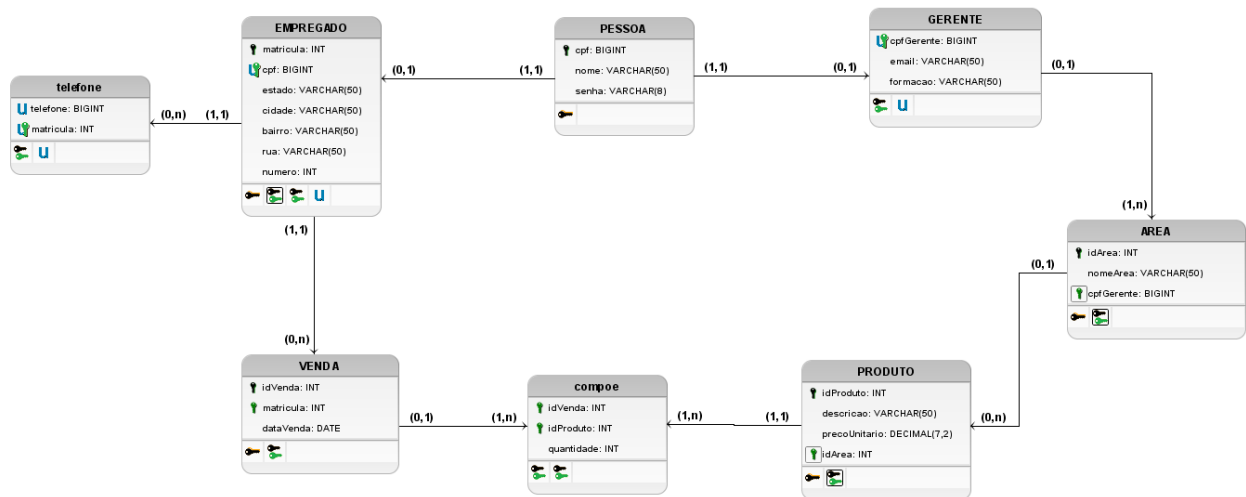 EMPREGADO
matricula: INT
cpf: BIGINT
estado: VARCHAR(50)
cidade: VARCHAR(50)
bairro: VARCHAR(50)
rua: VARCHAR(50)
numero: INT
U
PESSOA
cpf: BIGINT
nome: VARCHAR(50)
senha: VARCHAR(8)
GERENTE
U cpfGerente: BIGINT
email: VARCHAR(50)
formacao: VARCHAR(50)
U
(0,1)
(1,1)
(1,1)
(0,1)
(0,1)
telefone
U telefone: BIGINT
U matricula: INT
U
(0,n)
(1,1)
(1,1)
(0,n)
(1,n)
AREA
idArea: INT
nomeArea: VARCHAR(50)
cpfGerente: BIGINT
(0,1)
(0,n)
VENDA
idVenda: INT
matricula: INT
dataVenda: DATE
(0,1)
(1,n)
compoe
idVenda: INT
idProduto: INT
quantidade: INT
(1,n)
(1,1)
PRODUTO
idProduto: INT
descricao: VARCHAR(50)
precoUnitario: DECIMAL(7,2)
idArea: INT